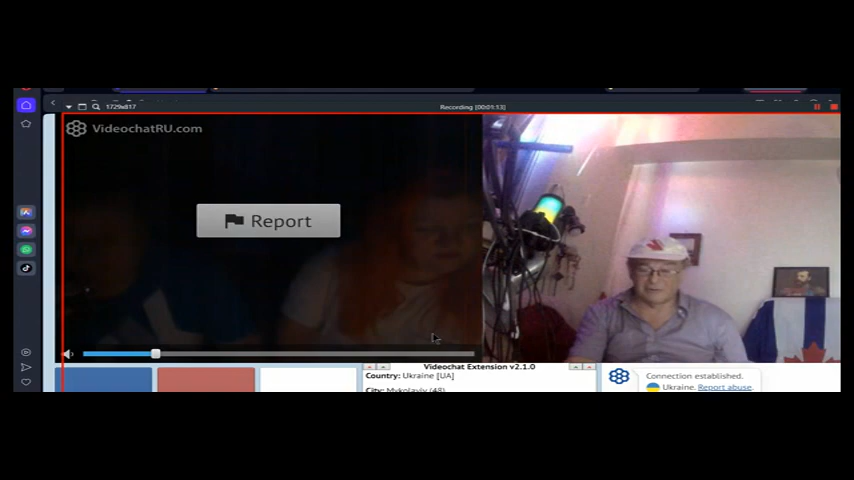 1729x817
Recording [00:01:13]
VideochatRU.com
Report
Videochat Extension v2.1.0
Country: Ukraine [UA]
City: Mykolayiv (48)
Connection established.
Ukraine. Report abuse.